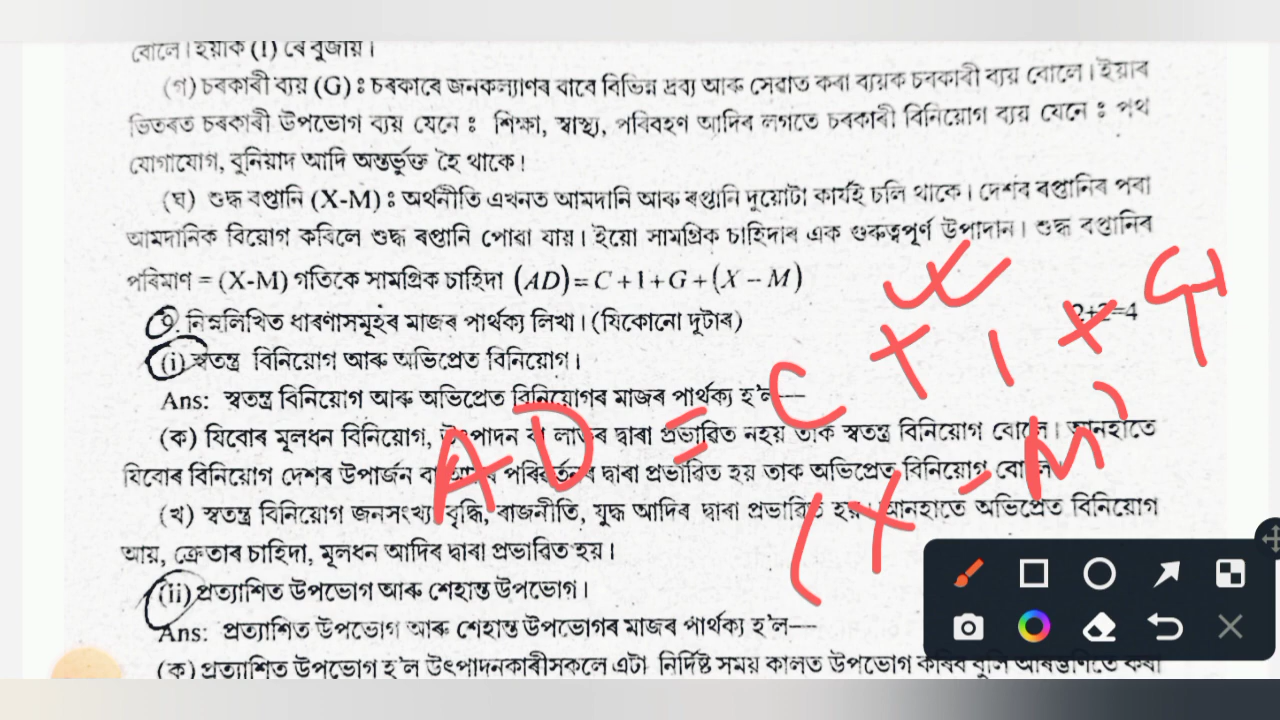 বোলে। ইয়াক (I) ৰে বুজায়।
(গ) চৰকাৰী ব্যয় (G) ঃ চৰকাৰে জনকল্যাণৰ বাবে বিভিন্ন দ্ৰব্য আৰু সেৱাত কৰা ব্যয়ক চৰকাৰী ব্যয় বোলে। ইয়াৰ
ভিতৰত চৰকাৰী উপভোগ ব্যয় যেনে ঃ শিক্ষা, স্বাস্থ্য, পৰিবহণ আদিৰ লগতে চৰকাৰী বিনিয়োগ ব্যয় যেনে ঃ পথ
যোগাযোগ, বুনিয়াদ আদি অন্তৰ্ভুক্ত হৈ থাকে!
(ঘ) শুদ্ধ ৰপ্তানি (X-M) ঃ অৰ্থনীতি এখনত আমদানি আৰু ৰপ্তানি দুয়োটা কাৰ্যই চলি থাকে। দেশৰ ৰপ্তানিৰ পৰা
আমদানিক বিয়োগ কৰিলে শুদ্ধ ৰপ্তানি পোৱা যায়। ইয়ো সামগ্ৰিক চাহিদাৰ এক গুৰুত্বপূৰ্ণ উপাদান। শুদ্ধ ৰপ্তানিৰ
পৰিমাণ = (X-M) গতিকে সামগ্ৰিক চাহিদা (AD)= C +1+G +(X – M)
9. নিম্নলিখিত ধাৰণাসমূহৰ মাজৰ পাৰ্থক্য লিখা। (যিকোনো দুটাৰ) 2+2=4
(i) স্বতন্ত্ৰ বিনিয়োগ আৰু অভিপ্ৰেত বিনিয়োগ।
Ans: স্বতন্ত্ৰ বিনিয়োগ আৰু অভিপ্ৰেত বিনিয়োগৰ মাজৰ পাৰ্থক্য হ'ল—
AD = C + I + G + (X - M)
(ক) যিবোৰ মূলধন বিনিয়োগ, উৎপাদন বা লাভৰ দ্বাৰা প্ৰভাৱিত নহয় তাক স্বতন্ত্ৰ বিনিয়োগ বোলে। আনহাতে
যিবোৰ বিনিয়োগ দেশৰ উপাৰ্জন বা পৰিৱৰ্তনৰ দ্বাৰা প্ৰভাৱিত হয় তাক অভিপ্ৰেত বিনিয়োগ বোলে
(খ) স্বতন্ত্ৰ বিনিয়োগ জনসংখ্যা বৃদ্ধি, ৰাজনীতি, যুদ্ধ আদিৰ দ্বাৰা প্ৰভাৱিত হয়। আনহাতে অভিপ্ৰেত বিনিয়োগ
আয়, ক্ৰেতাৰ চাহিদা, মূলধন আদিৰ দ্বাৰা প্ৰভাৱিত হয়।
(ii) প্ৰত্যাশিত উপভোগ আৰু শেহান্ত উপভোগ।
Ans: প্ৰত্যাশিত উপভোগ আৰু শেহান্ত উপভোগৰ মাজৰ পাৰ্থক্য হ'ল—
(ক) প্ৰত্যাশিত উপভোগ হ'ল উৎপাদনকাৰীসকলে এটা নিৰ্দিষ্ট সময় কালত উপভোগ কৰিব বুলি আৰম্ভণিতে কৰা